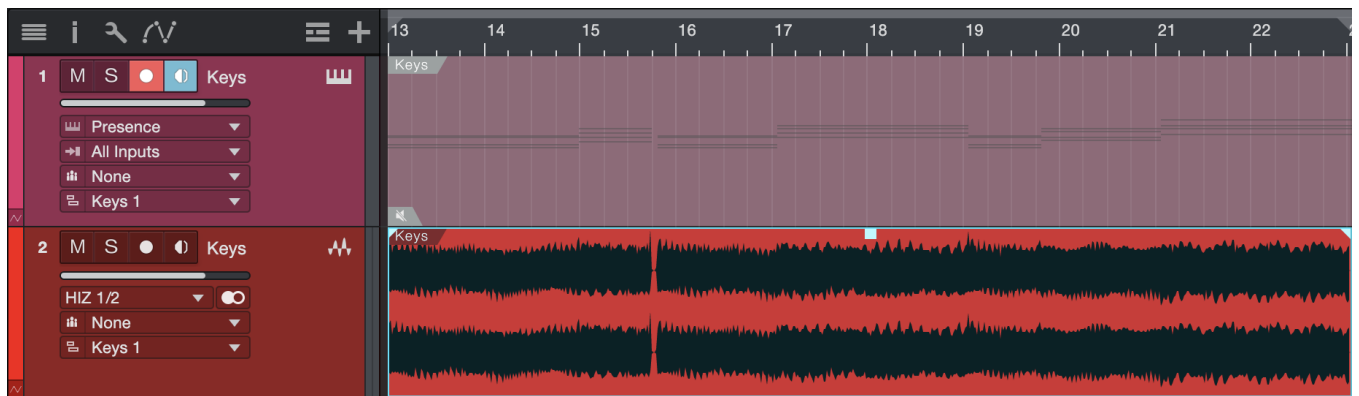 13 14 15 16 17 18 19 20 21 22
1 M S Keys
Keys
Presence
All Inputs
None
Keys 1
2 M S Keys
Keys
HIZ 1/2
None
Keys 1